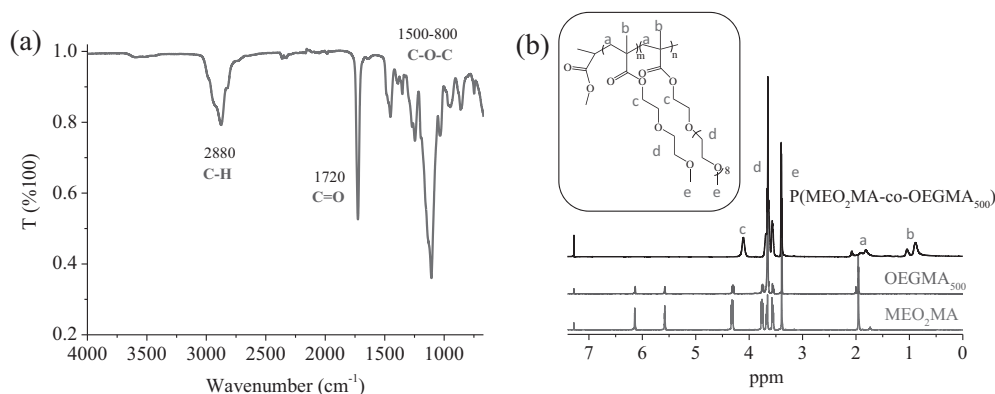 (a)
1500-800
C-O-C
1.0
0.8
0.6
0.4
0.2
T (%100)
2880
C-H
1720
C=O
4000 3000 2500 2000 1500 1000
Wavenumber (cm⁻¹)
(b)
b b
a a
m n
O O O
O O O
c c
O O
d d
O O 8
e e
d e
P(MEO₂MA-co-OEGMA₅₀₀)
c a b
OEGMA₅₀₀
MEO₂MA
7 6 5 4 3 2 1 0
ppm